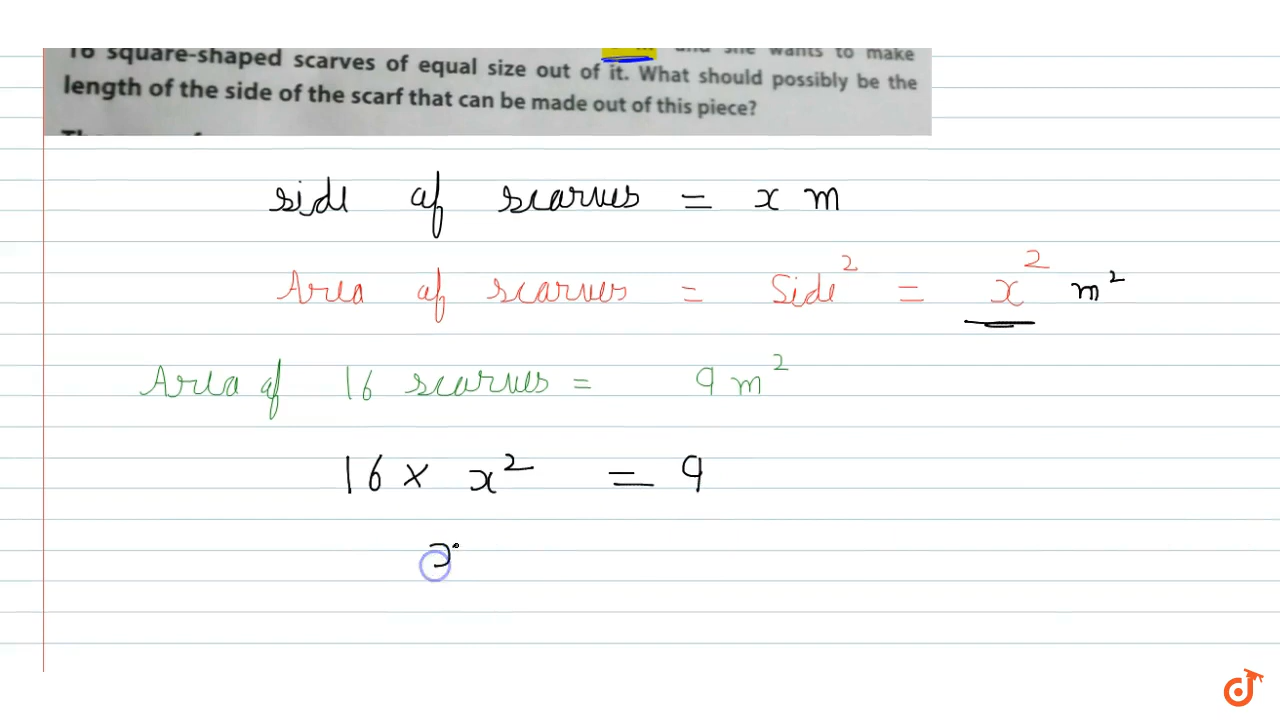 16 square-shaped scarves of equal size out of it. What should possibly be the
length of the side of the scarf that can be made out of this piece?
side of scarves = x m
Area of scarves = Side² = x² m²
Area of 16 scarves = 9 m²
16 × x² = 9